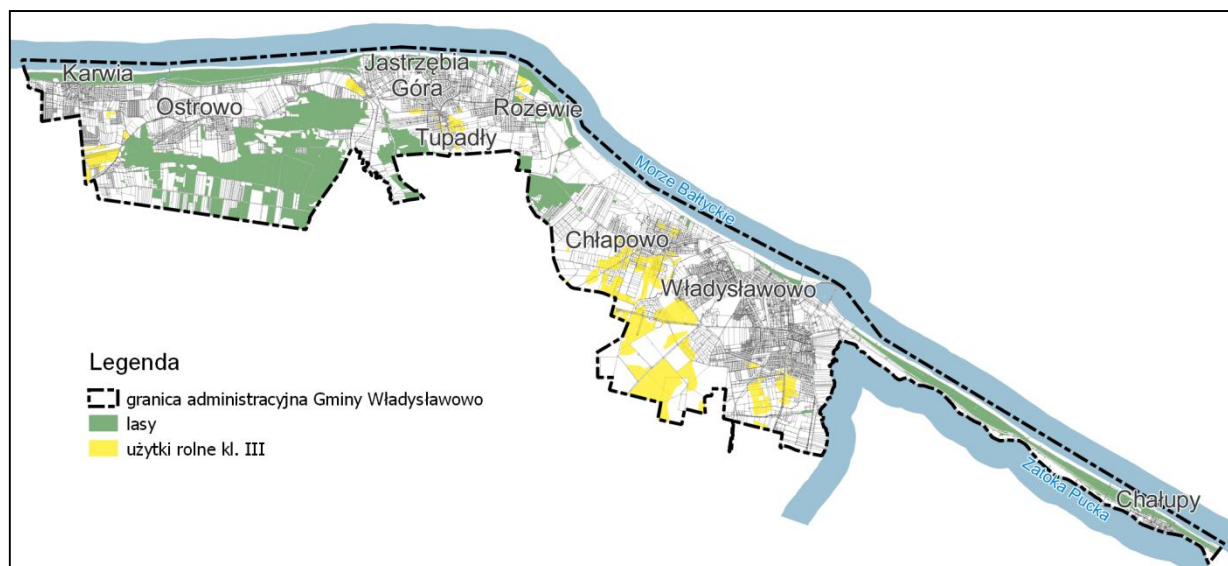 Karwia
Ostrowo
Jastrzębia
Góra
Rozewie
Tupadły
Morze Bałtyckie
Chłapowo
Władysławowo
Zatoka Pucka
Chałupy
Legenda
granica administracyjna Gminy Władysławowo
lasy
użytki rolne kl. III